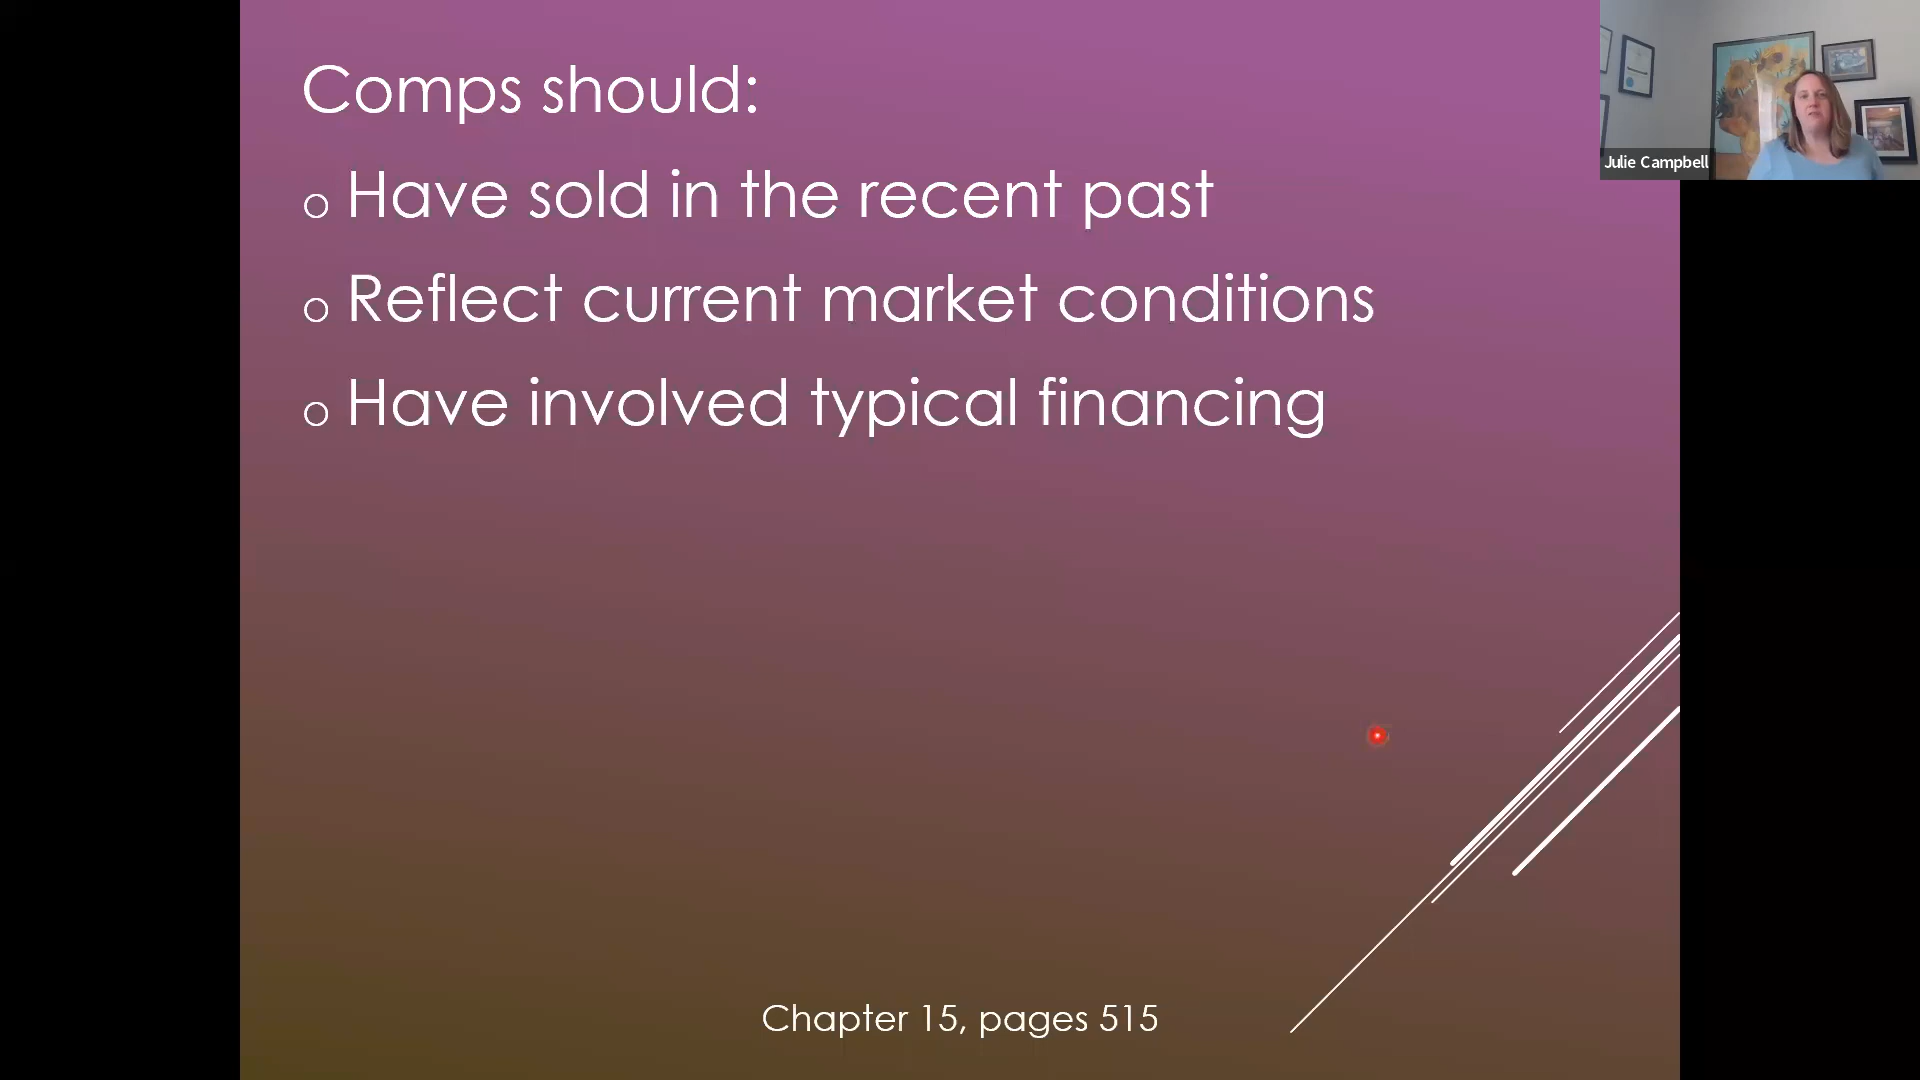 Comps should:
o Have sold in the recent past
o Reflect current market conditions
o Have involved typical financing
Chapter 15, pages 515
Julie Campbell